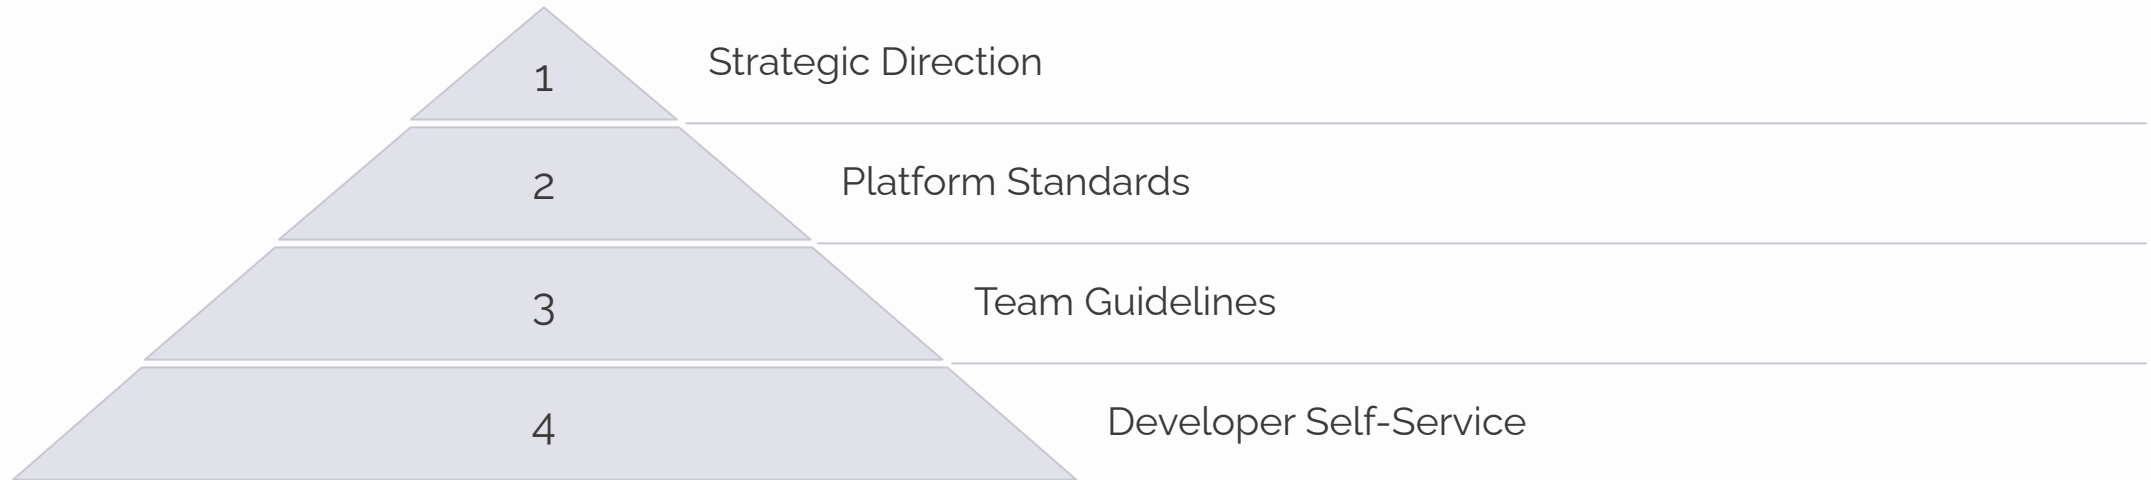 1
Strategic Direction
2
Platform Standards
3
Team Guidelines
4
Developer Self-Service